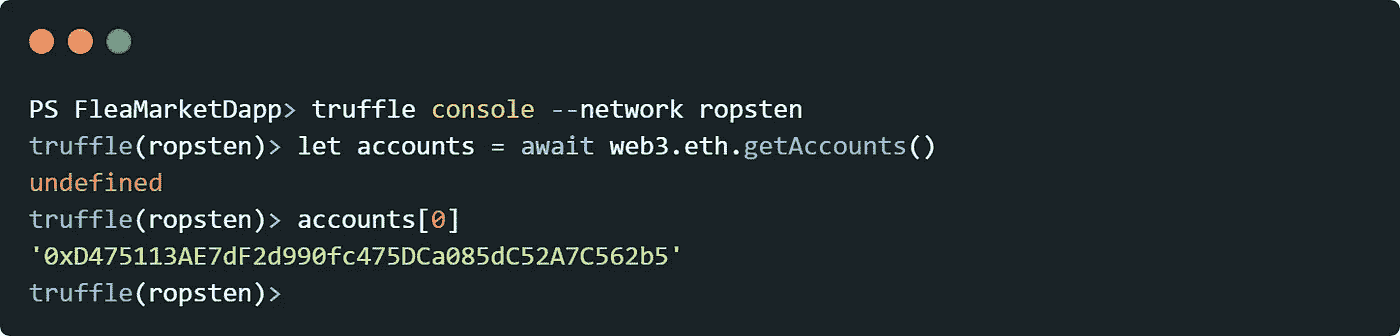 PS FleaMarketDapp> truffle console --network ropsten
truffle(ropsten)> let accounts = await web3.eth.getAccounts()
undefined
truffle(ropsten)> accounts[0]
'0xD475113AE7dF2d990fc475DCa085dC52A7C562b5'
truffle(ropsten)>